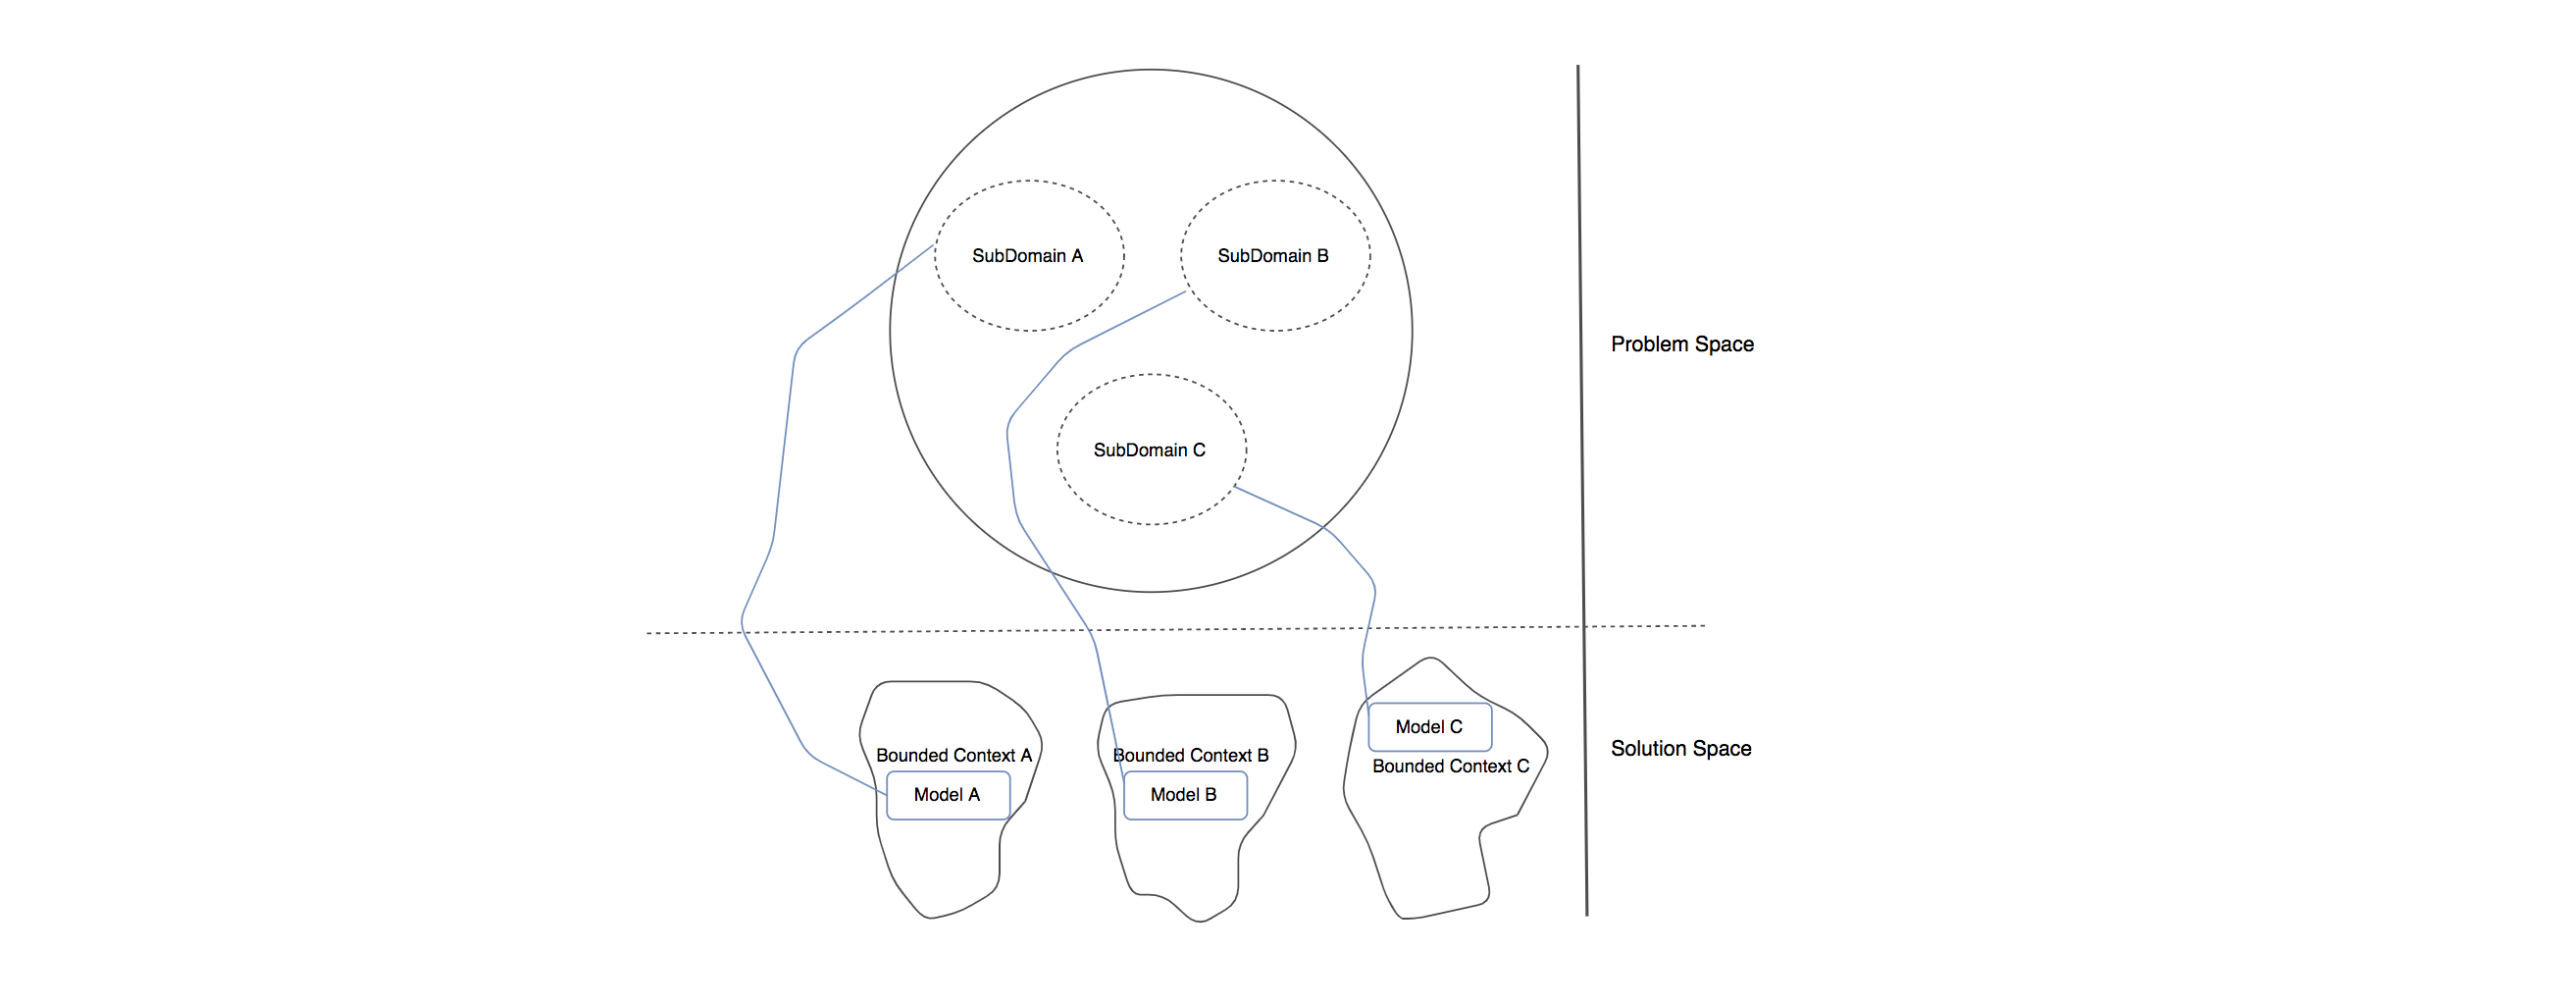 SubDomain A
SubDomain B
Problem Space
SubDomain C
Model C
Solution Space
Bounded Context A
Bounded Context B
Bounded Context C
Model A
Model B